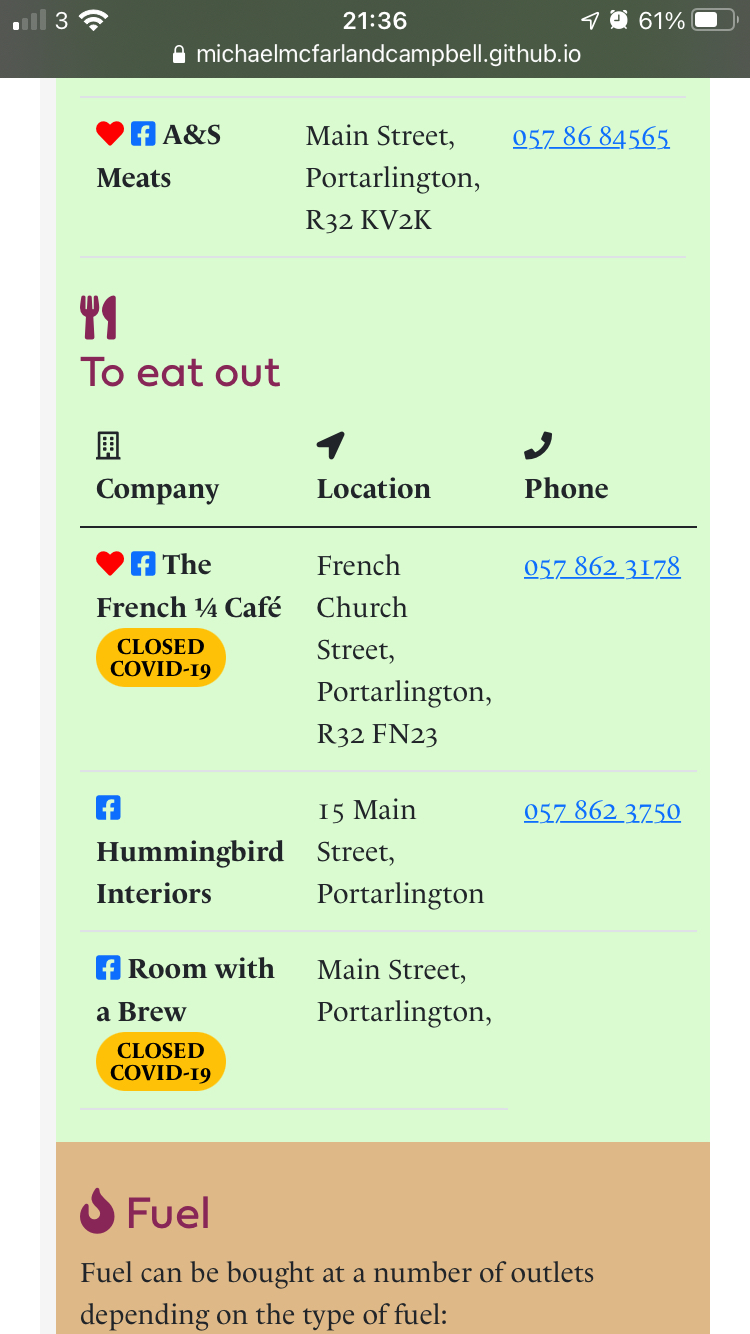 3 21:36 61%
michaelmcfarlandcampbell.github.io
A&S
Meats
Main Street,
Portarlington,
R32 KV2K
057 86 84565
To eat out
Company Location Phone
The
French ¼ Café
CLOSED
COVID-19
French
Church
Street,
Portarlington,
R32 FN23
057 862 3178
Hummingbird
Interiors
15 Main
Street,
Portarlington
057 862 3750
Room with
a Brew
CLOSED
COVID-19
Main Street,
Portarlington,
Fuel
Fuel can be bought at a number of outlets
depending on the type of fuel: